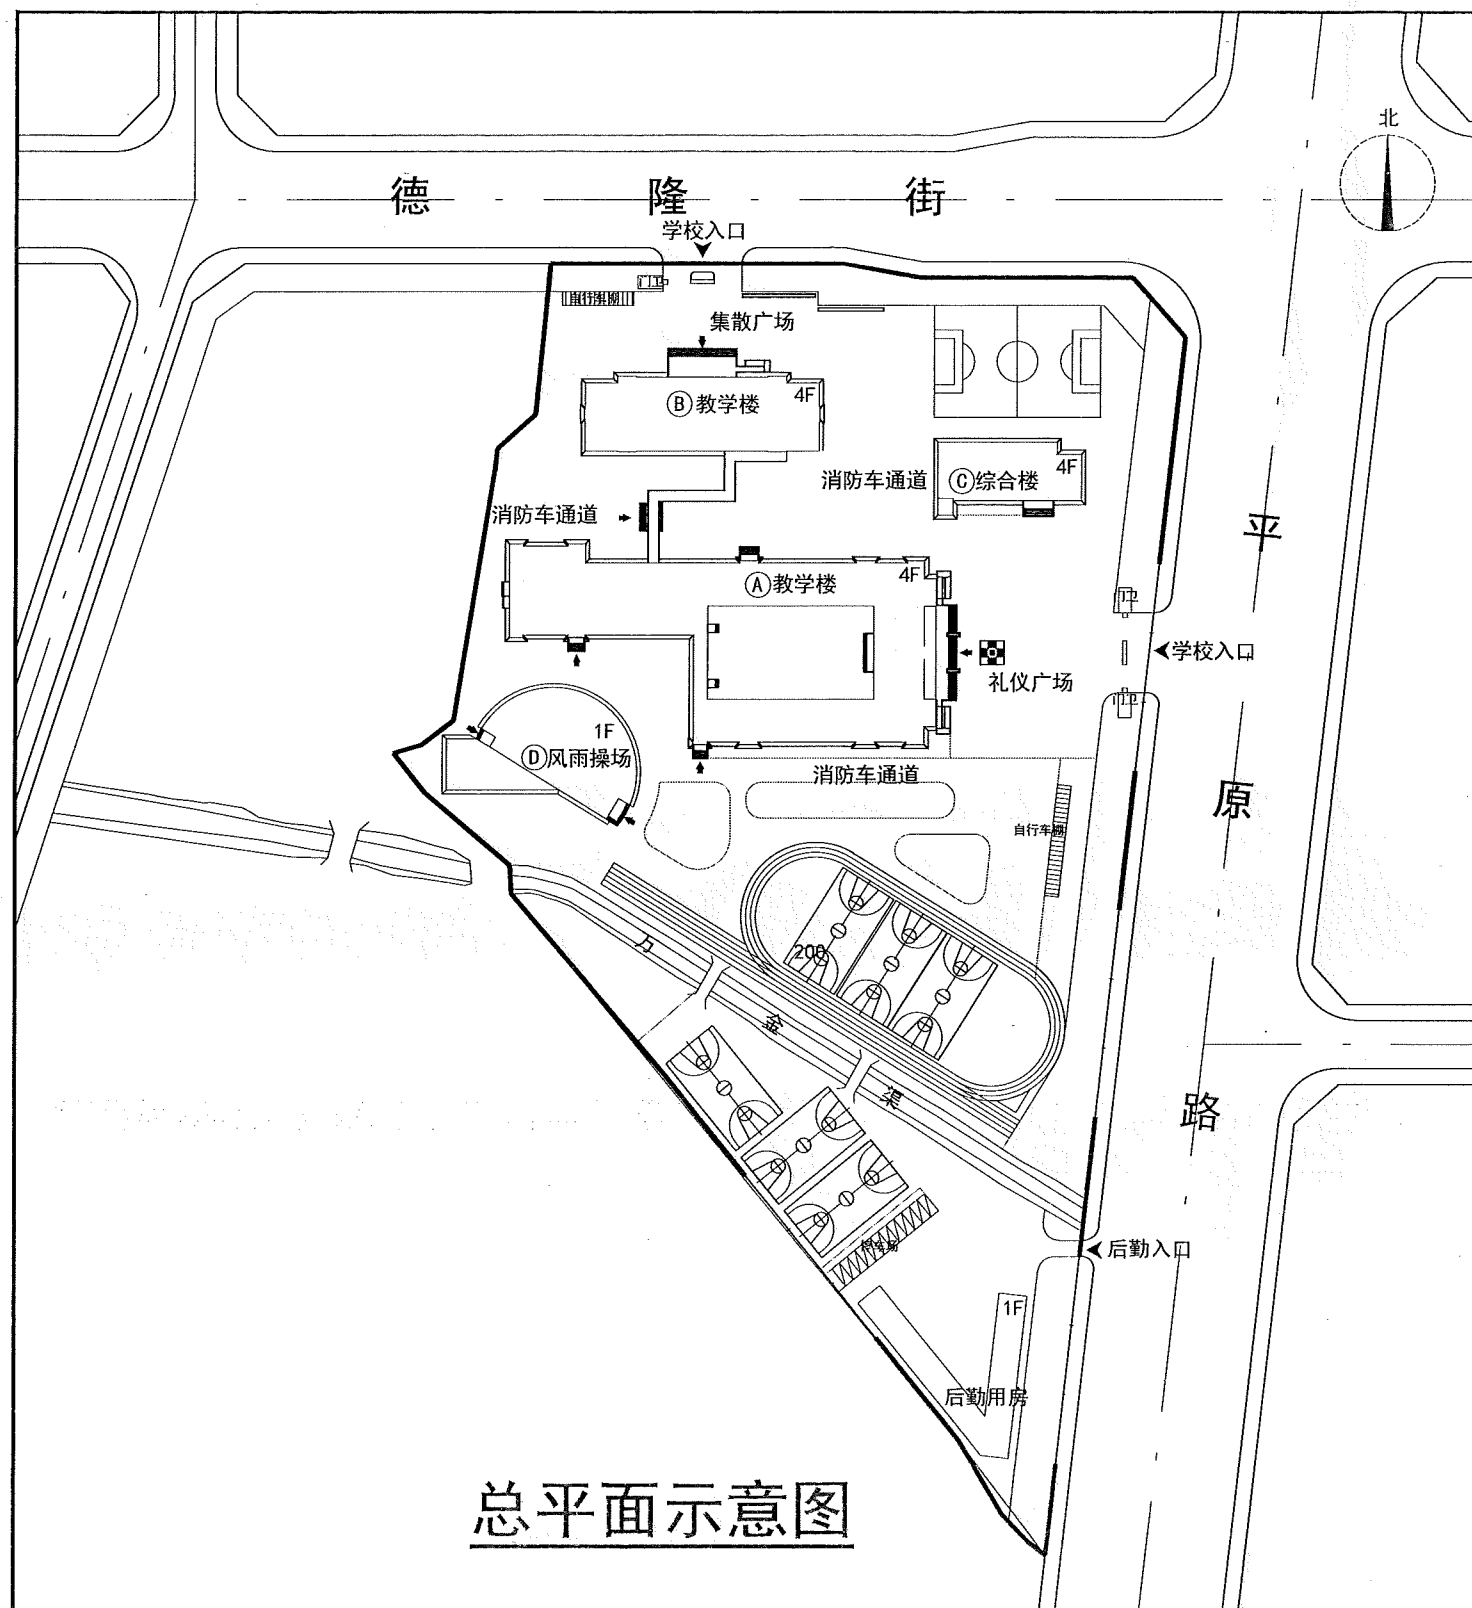 北
德隆街
学校入口
门卫
自行车棚
集散广场
4F
Ⓑ教学楼
4F
消防车通道
Ⓒ综合楼
消防车通道
平
4F
Ⓐ教学楼
门卫
学校入口
礼仪广场
门卫
1F
Ⓓ风雨操场
消防车通道
原
自行车棚
万
200
金
渠
路
停车场
后勤入口
1F
后勤用房
总平面示意图